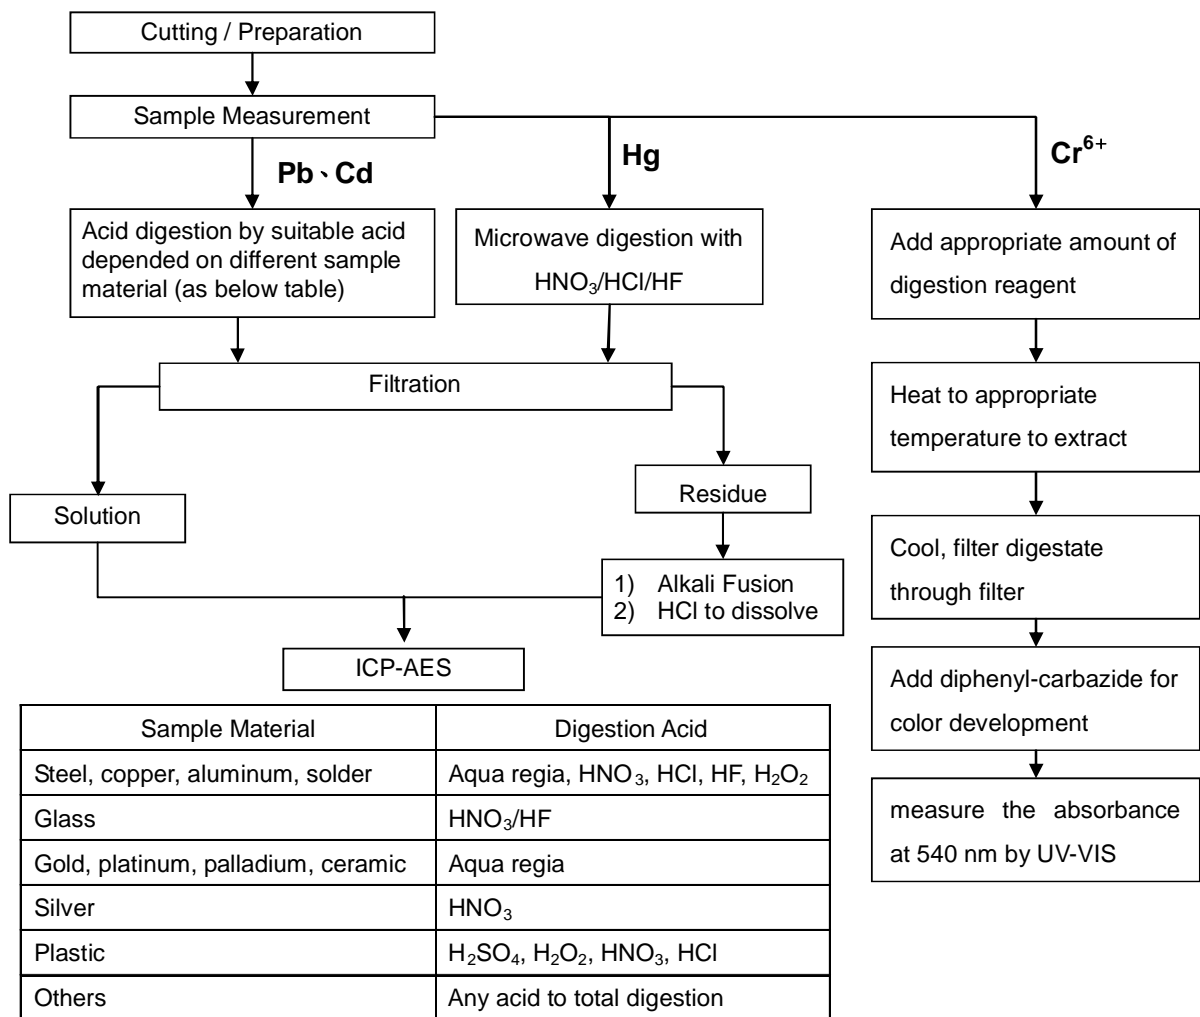 Cutting / Preparation
Sample Measurement
Pb、Cd
Hg
Cr⁶⁺
Acid digestion by suitable acid
depended on different sample
material (as below table)
Microwave digestion with
HNO₃/HCl/HF
Add appropriate amount of
digestion reagent
Filtration
Heat to appropriate
temperature to extract
Solution
Residue
1) Alkali Fusion
2) HCl to dissolve
Cool, filter digestate
through filter
ICP-AES
Add diphenyl-carbazide for
color development
measure the absorbance
at 540 nm by UV-VIS
Sample Material Digestion Acid
Steel, copper, aluminum, solder Aqua regia, HNO₃, HCl, HF, H₂O₂
Glass HNO₃/HF
Gold, platinum, palladium, ceramic Aqua regia
Silver HNO₃
Plastic H₂SO₄, H₂O₂, HNO₃, HCl
Others Any acid to total digestion